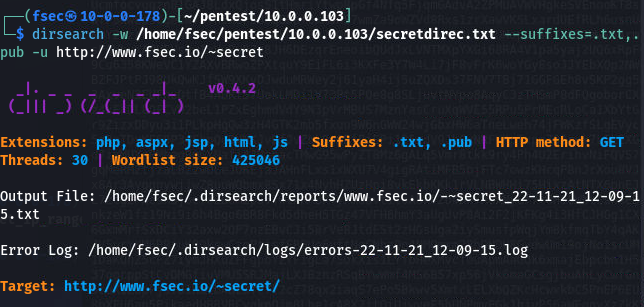 ┌──(fsec㉿10-0-0-178)-[~/pentest/10.0.0.103]
└─$ dirsearch -w /home/fsec/pentest/10.0.0.103/secretdirec.txt --suffixes=.txt,.
pub -u http://www.fsec.io/~secret
  _|. _ _  _  _  _ _|_    v0.4.2
 (_||| _) (/_(_|| (_| )
Extensions: php, aspx, jsp, html, js | Suffixes: .txt, .pub | HTTP method: GET
Threads: 30 | Wordlist size: 425046
Output File: /home/fsec/.dirsearch/reports/www.fsec.io/-~secret_22-11-21_12-09-1
5.txt
Error Log: /home/fsec/.dirsearch/logs/errors-22-11-21_12-09-15.log
Target: http://www.fsec.io/~secret/